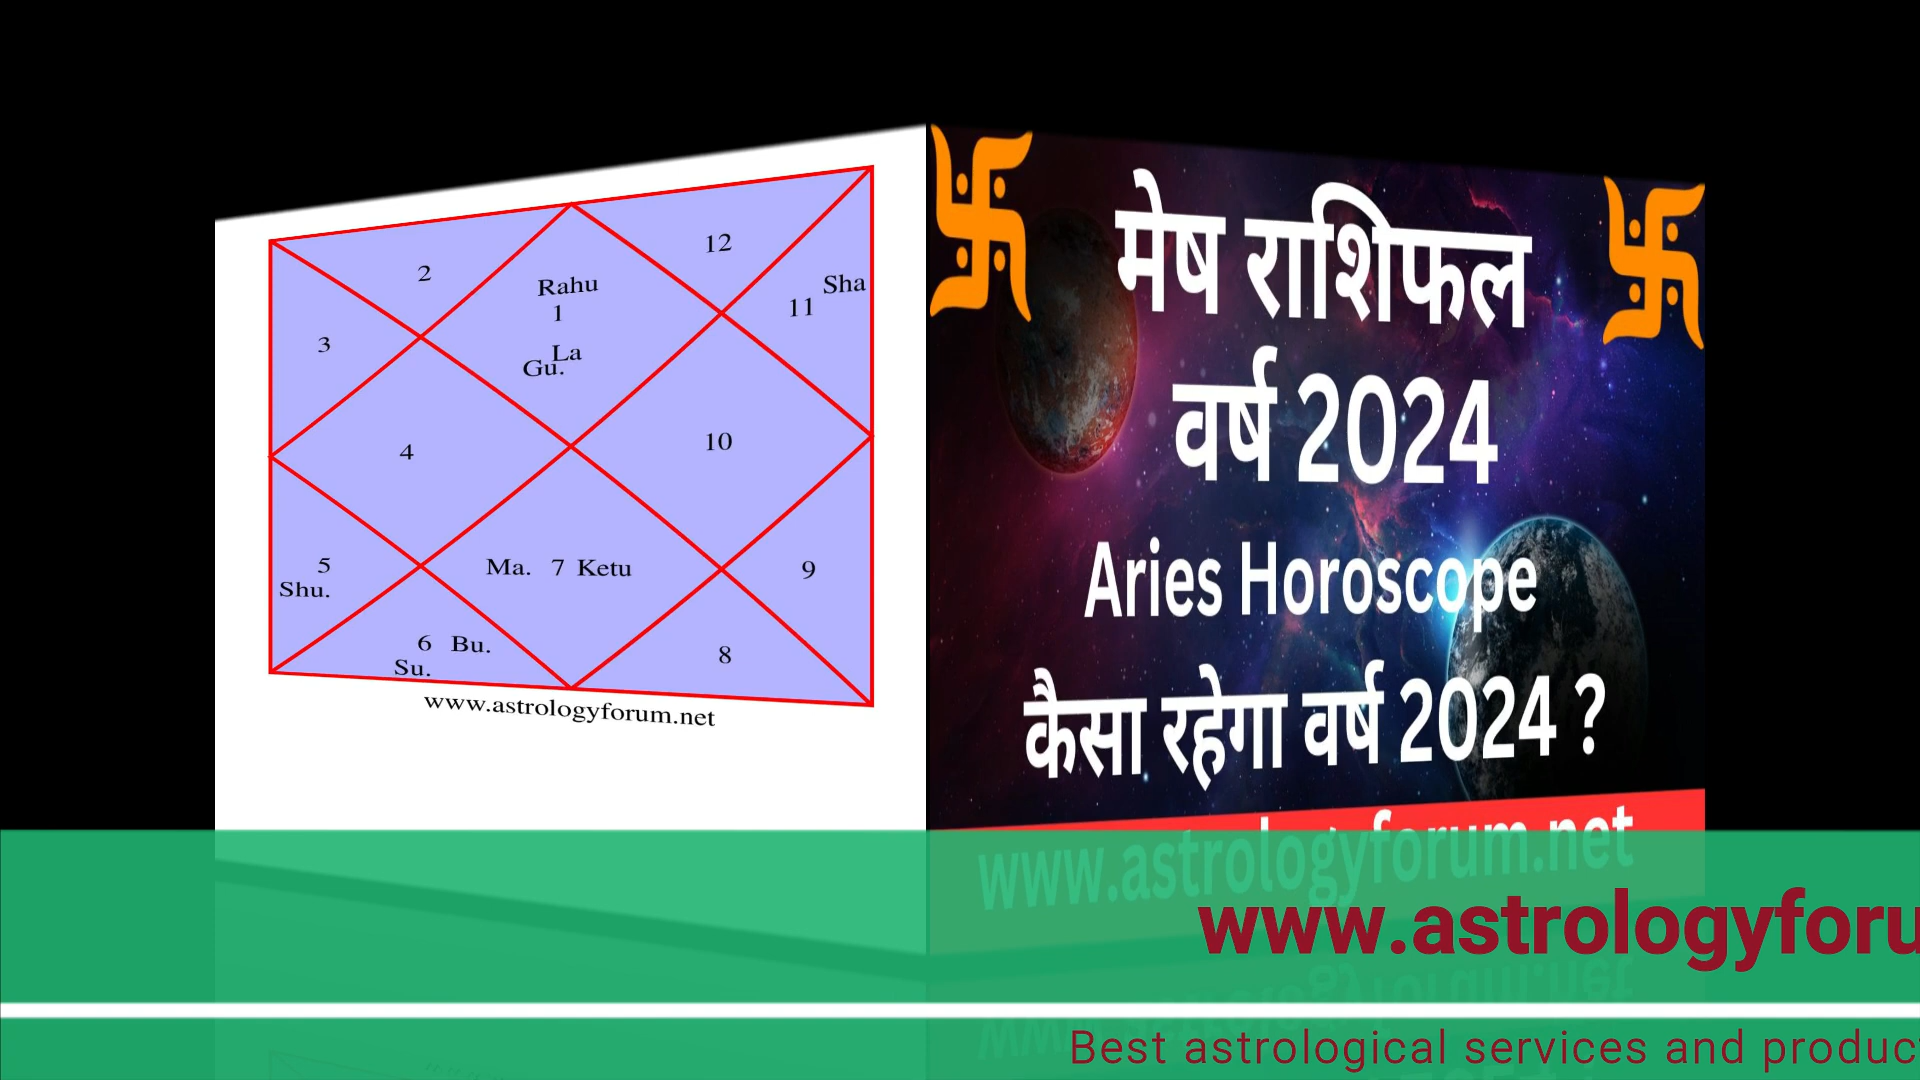 12
2
Sha
Rahu
11
1
3
La
Gu.
10
4
5
Ma. 7 Ketu
9
Shu.
6 Bu.
8
Su.
www.astrologyforum.net
मेष राशिफल
वर्ष 2024
Aries Horoscope
कैसा रहेगा वर्ष 2024 ?
www.astrologyforum.net
www.astrologyforu
Best astrological services and produc